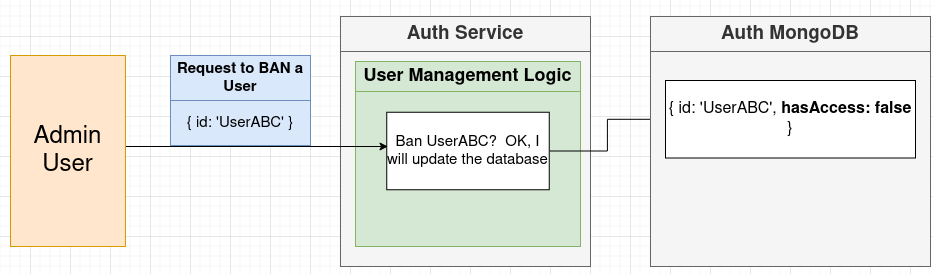 Admin
User
Request to BAN a
User
{ id: 'UserABC' }
Auth Service
User Management Logic
Ban UserABC?  OK, I
will update the database
Auth MongoDB
{ id: 'UserABC', hasAccess: false
}